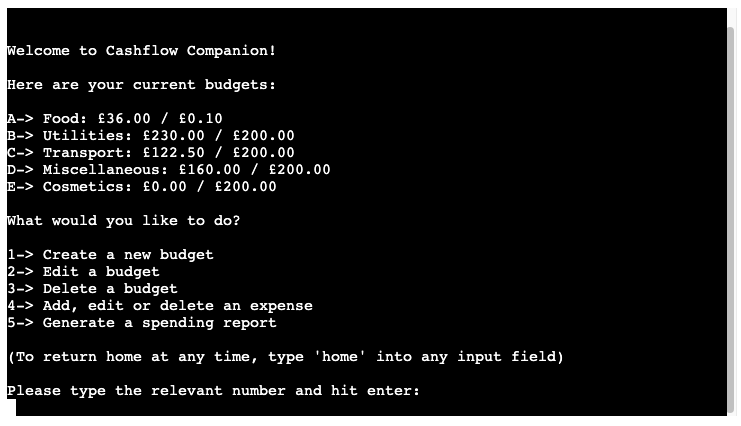 Welcome to Cashflow Companion!
Here are your current budgets:
A-> Food: £36.00 / £0.10
B-> Utilities: £230.00 / £200.00
C-> Transport: £122.50 / £200.00
D-> Miscellaneous: £160.00 / £200.00
E-> Cosmetics: £0.00 / £200.00
What would you like to do?
1-> Create a new budget
2-> Edit a budget
3-> Delete a budget
4-> Add, edit or delete an expense
5-> Generate a spending report
(To return home at any time, type 'home' into any input field)
Please type the relevant number and hit enter: